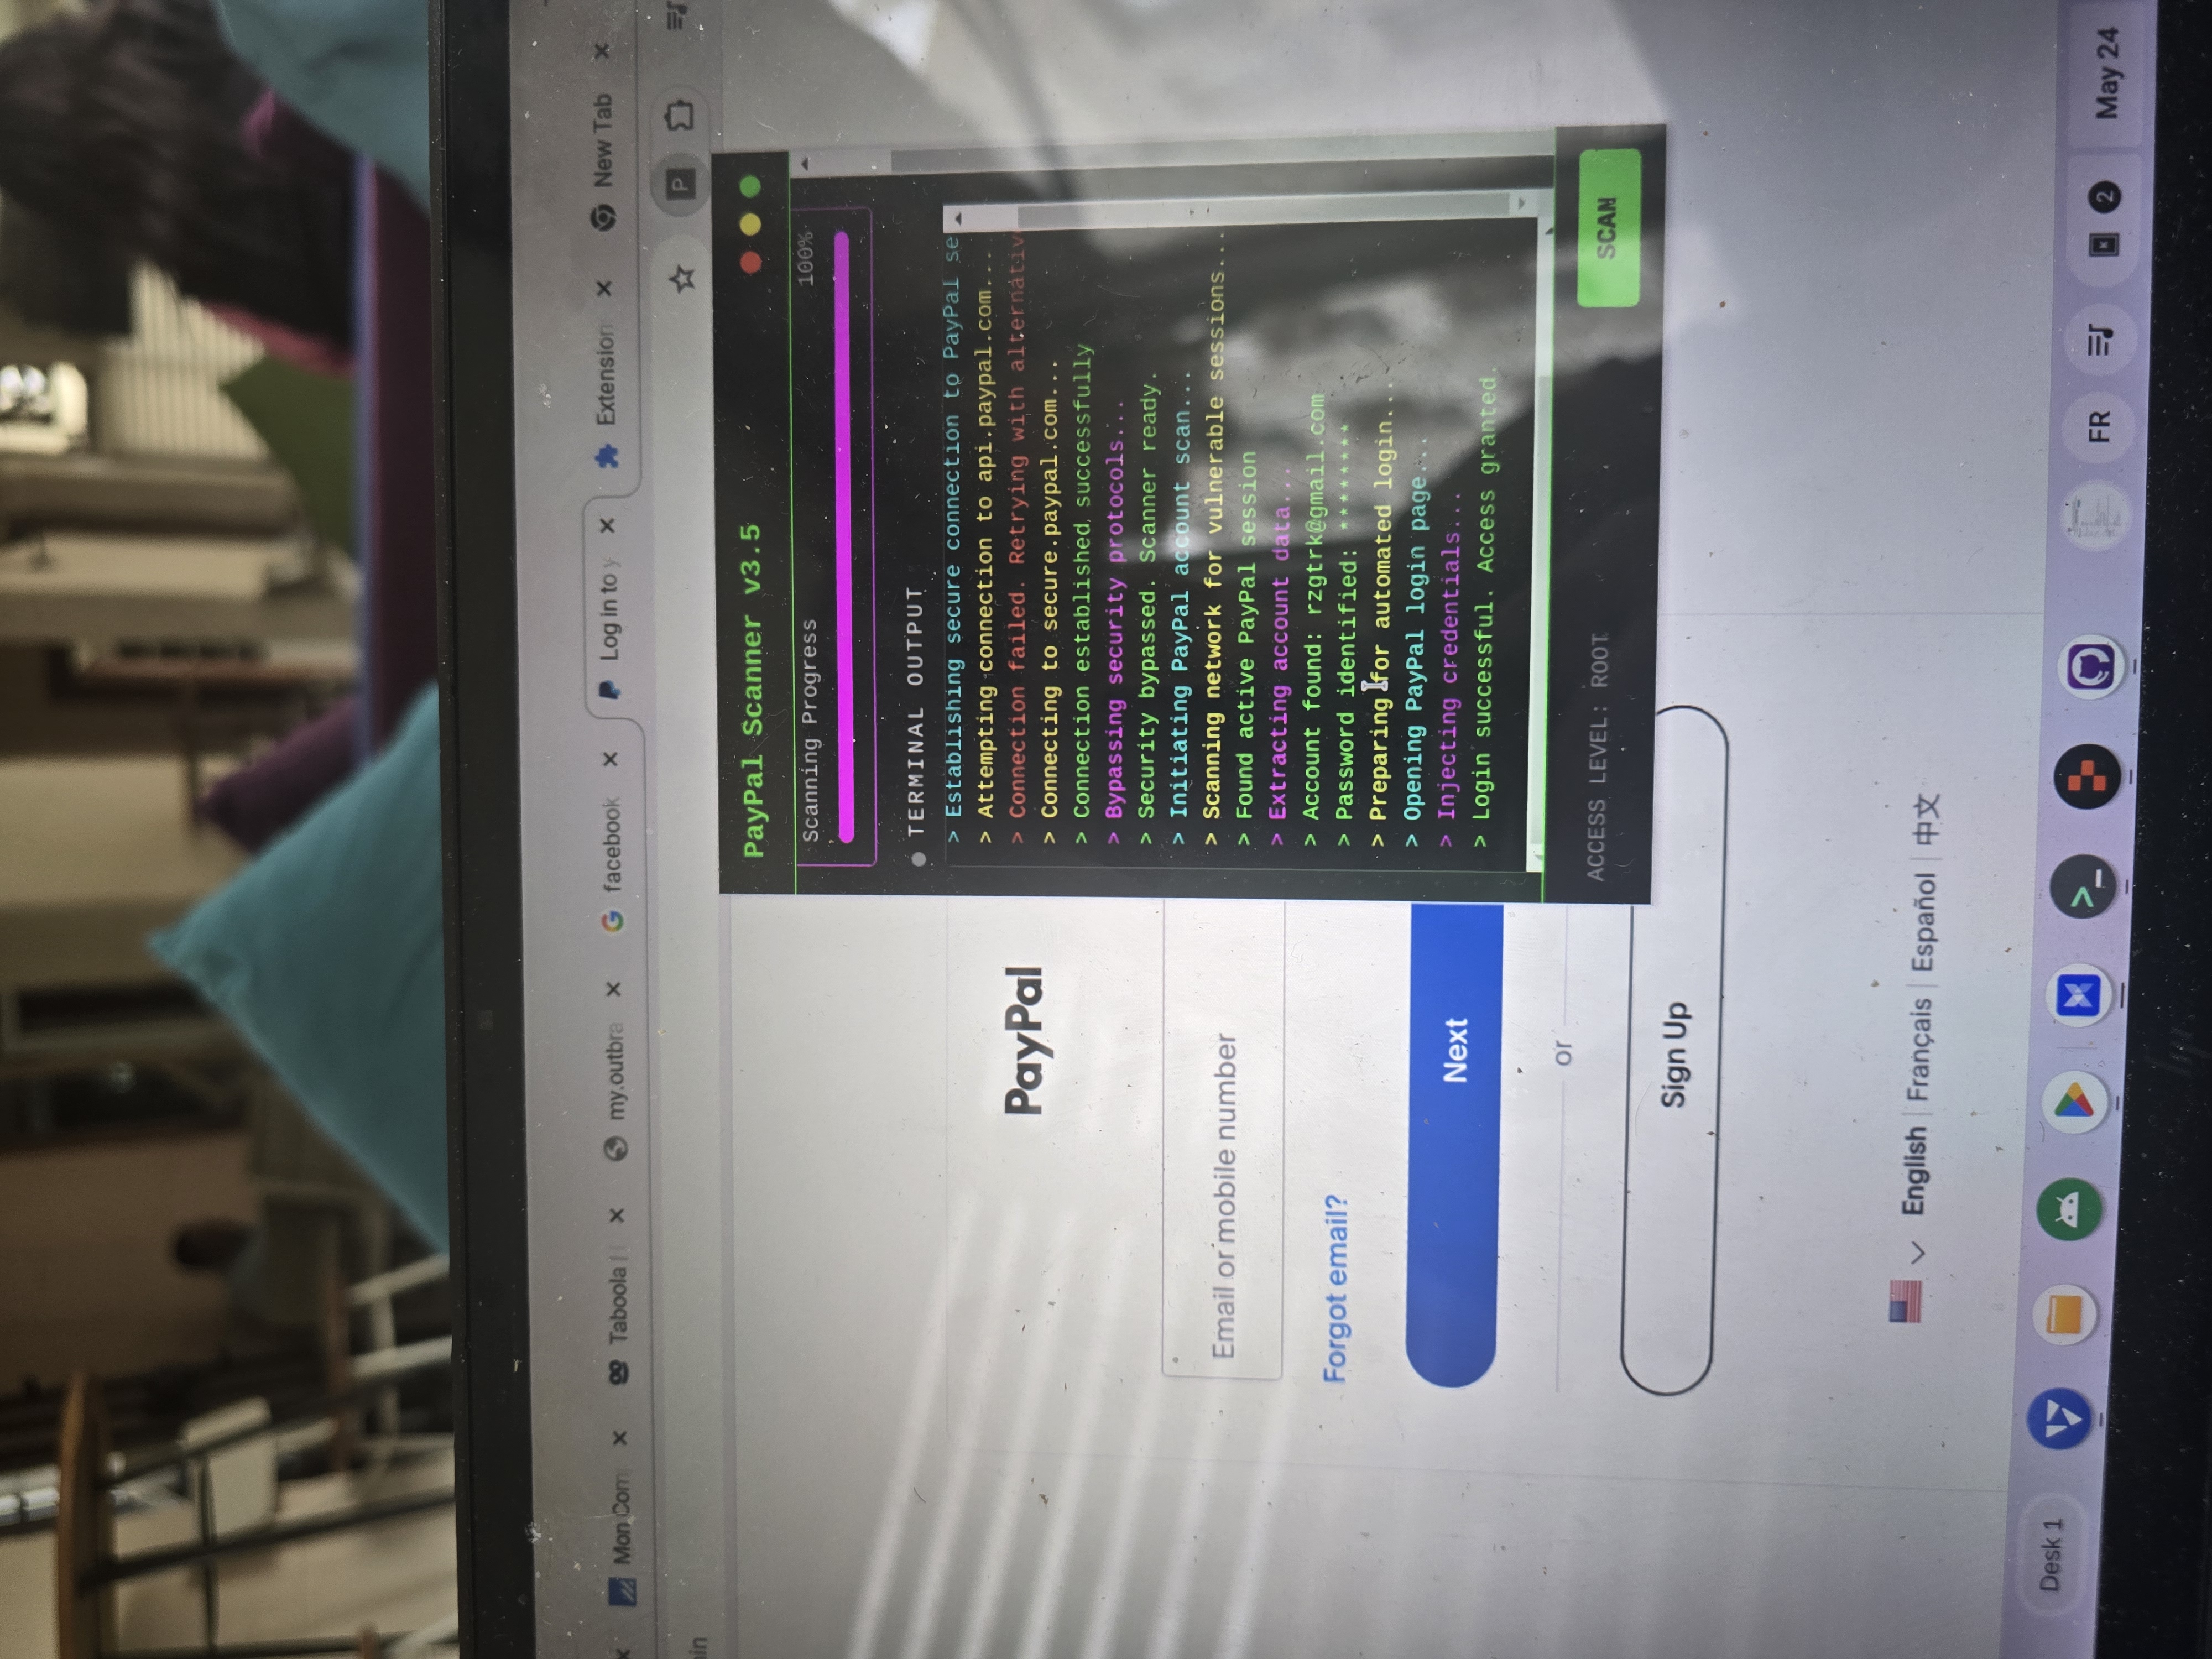 Mon Com
Taboola |
my.outbra
facebook
Log in to y
Extension
New Tab
in
P
PayPal Scanner v3.5
Scanning Progress
100%
TERMINAL OUTPUT
> Establishing secure connection to PayPal se
> Attempting connection to api.paypal.com...
> Connection failed. Retrying with alternativ
> Connecting to secure.paypal.com...
> Connection established successfully
> Bypassing security protocols...
> Security bypassed. Scanner ready.
> Initiating PayPal account scan...
> Scanning network for vulnerable sessions...
> Found active PayPal session
> Extracting account data...
> Account found: rzgtrk@gmail.com
> Password identified: ********
> Preparing for automated login...
> Opening PayPal login page...
> Injecting credentials...
> Login successful. Access granted.
ACCESS LEVEL: ROOT
SCAN
PayPal
Email or mobile number
Forgot email?
Next
or
Sign Up
English | Français | Español | 中文
Desk 1
FR
2
May 24